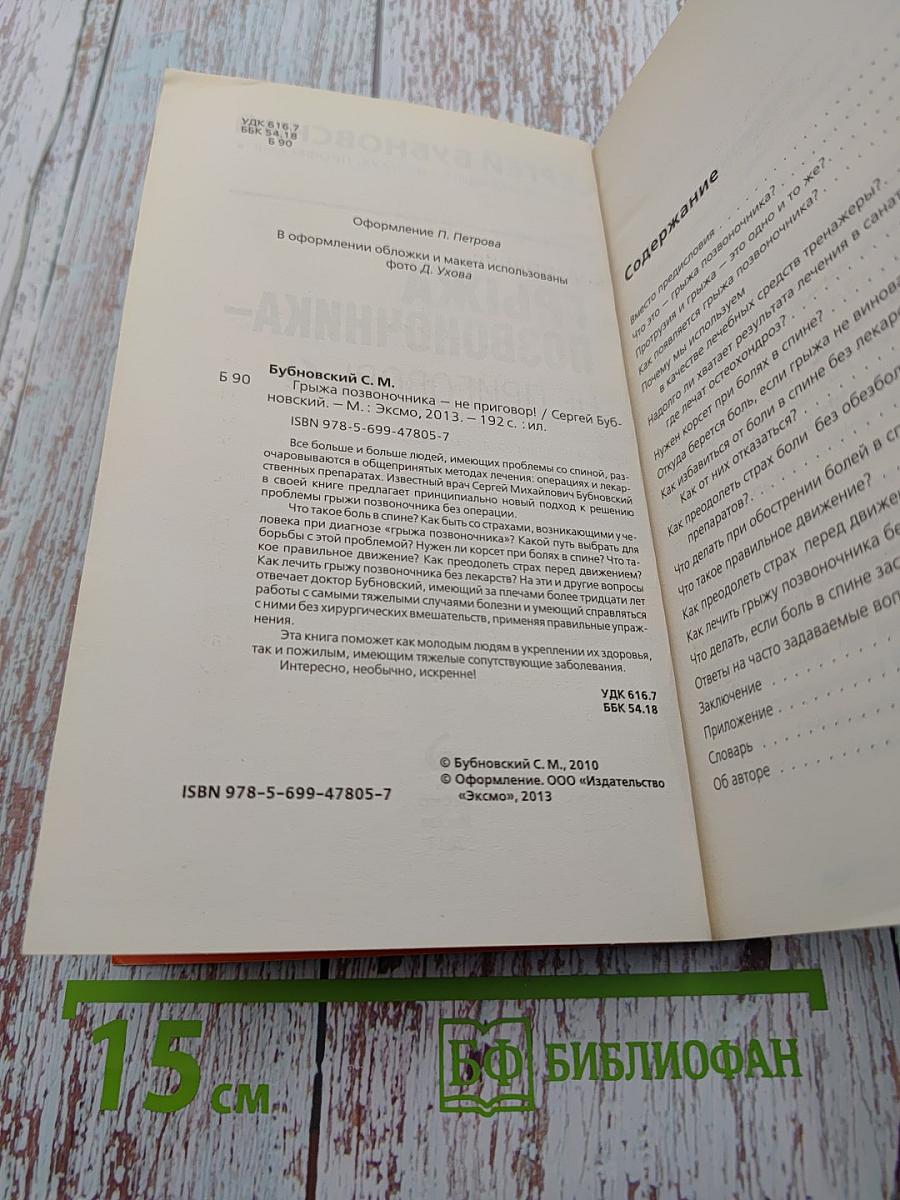 УДК 616.7
ББК 54.18
Б 90
Оформление П. Петрова
В оформлении обложки и макета использованы
фото Д. Ухова
Бубновский С. М.
Б 90
Грыжа позвоночника — не приговор! / Сергей Буб-
новский. — М. : Эксмо, 2013. — 192 с. : ил.
ISBN 978-5-699-47805-7
Все больше и больше людей, имеющих проблемы со спиной, раз-
очаровываются в общепринятых методах лечения: операциях и лекар-
ственных препаратах. Известный врач Сергей Михайлович Бубновский
в своей книге предлагает принципиально новый подход к решению
проблемы грыжи позвоночника без операции.
Что такое боль в спине? Как быть со страхами, возникающими у че-
ловека при диагнозе «грыжа позвоночника»? Какой путь выбрать для
борьбы с этой проблемой? Нужен ли корсет при болях в спине? Что та-
кое правильное движение? Как преодолеть страх перед движением?
Как лечить грыжу позвоночника без лекарств? На эти и другие вопросы
отвечает доктор Бубновский, имеющий за плечами более тридцати лет
работы с самыми тяжелыми случаями болезни и умеющий справляться
с ними без хирургических вмешательств, применяя правильные упраж-
нения.
Эта книга поможет как молодым людям в укреплении их здоровья,
так и пожилым, имеющим тяжелые сопутствующие заболевания.
Интересно, необычно, искренне!
УДК 616.7
ББК 54.18
© Бубновский С. М., 2010
© Оформление. ООО «Издательство
«Эксмо», 2013
ISBN 978-5-699-47805-7
Содержание
Вместо предисловия
Что это — грыжа позвоночника?
Протрузия и грыжа — это одно и то же?
Как появляется грыжа позвоночника?
Почему мы используем
в качестве лечебных средств тренажеры?
Надолго ли хватает результата лечения в санат
где лечат остеохондроз?
Нужен корсет при болях в спине?
Откуда берется боль, если грыжа не винова
Как избавиться от боли в спине без лекаро
Как от них отказаться?
Как преодолеть страх боли без обезбол
препаратов?
Что делать при обострении болей в сп
Что такое правильное движение?
Как преодолеть страх перед движен
Как лечить грыжу позвоночника бе
Что делать, если боль в спине зас
Ответы на часто задаваемые воп
Заключение
Приложение
Словарь
Об авторе
15 см
БФ БИБЛИОФАН